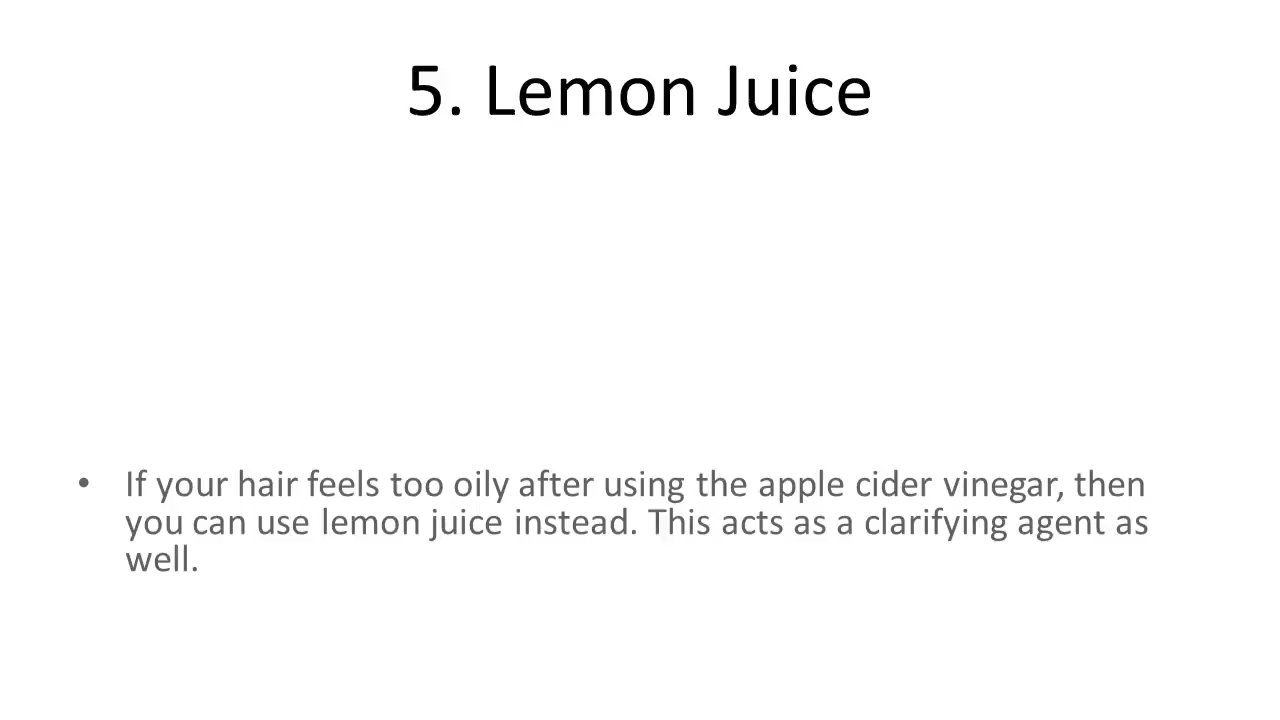 5. Lemon Juice
• If your hair feels too oily after using the apple cider vinegar, then
you can use lemon juice instead. This acts as a clarifying agent as
well.